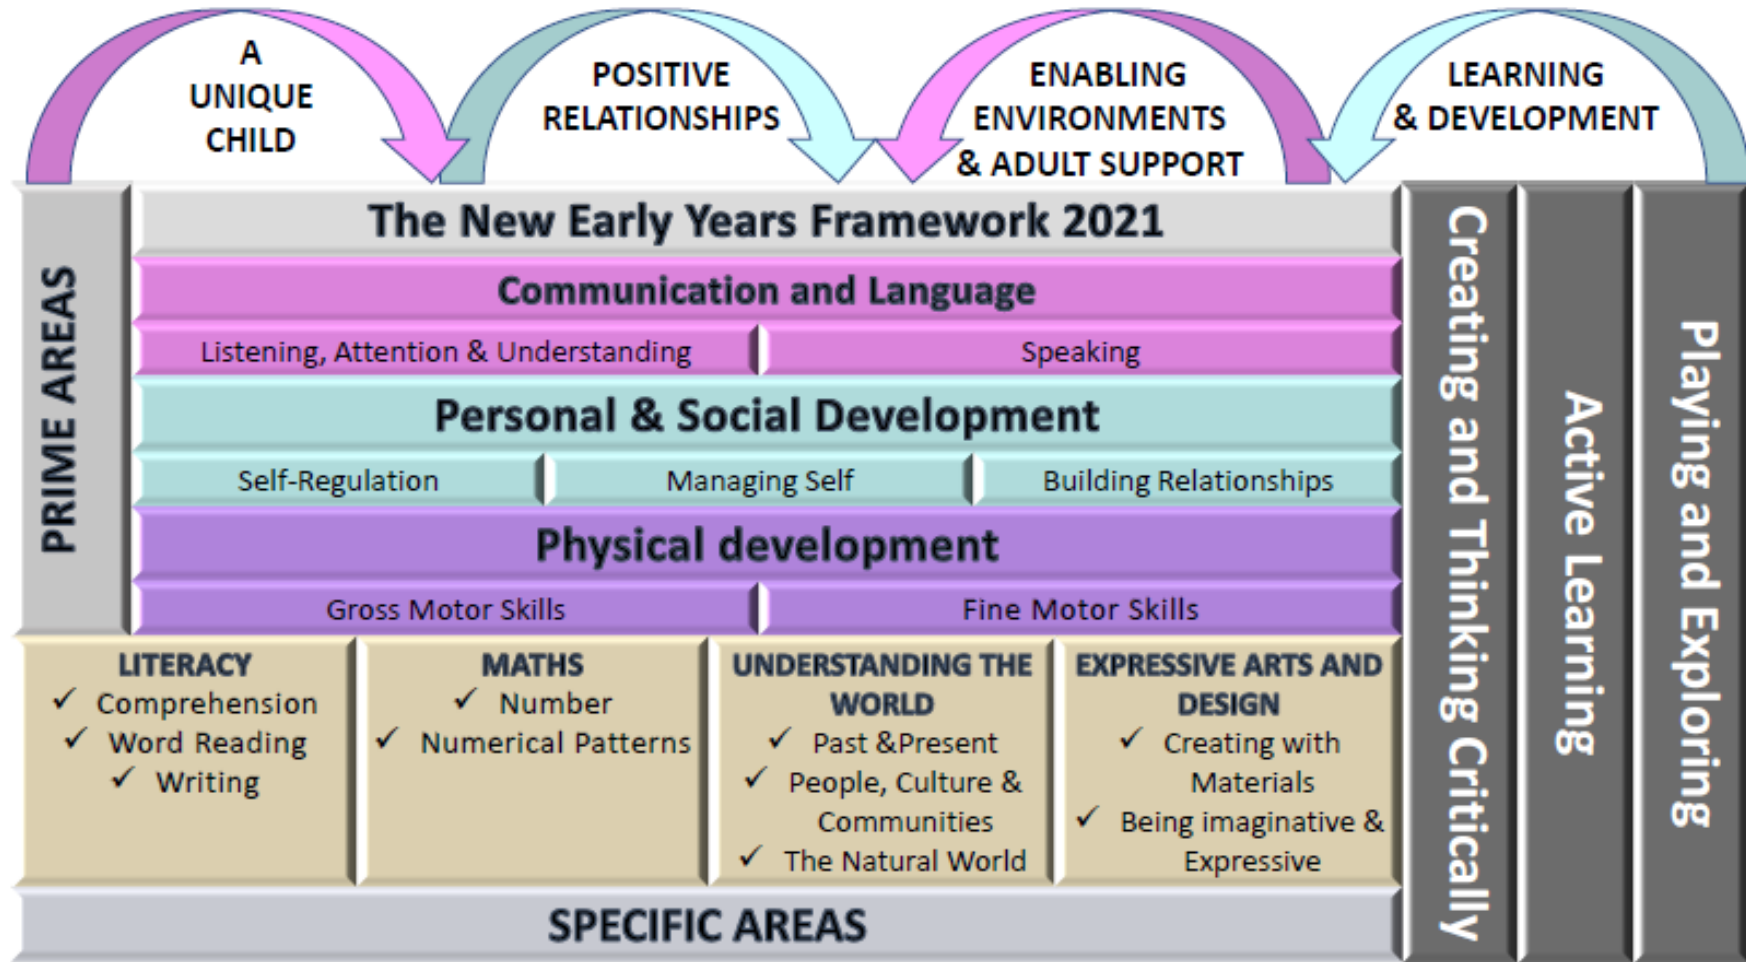 A
UNIQUE
CHILD
POSITIVE
RELATIONSHIPS
ENABLING
ENVIRONMENTS
& ADULT SUPPORT
LEARNING
& DEVELOPMENT
PRIME AREAS
The New Early Years Framework 2021
Communication and Language
Listening, Attention & Understanding
Speaking
Personal & Social Development
Self-Regulation
Managing Self
Building Relationships
Physical development
Gross Motor Skills
Fine Motor Skills
LITERACY
✓ Comprehension
✓ Word Reading
✓ Writing
MATHS
✓ Number
✓ Numerical Patterns
UNDERSTANDING THE
WORLD
✓ Past &Present
✓ People, Culture &
Communities
✓ The Natural World
EXPRESSIVE ARTS AND
DESIGN
✓ Creating with
Materials
✓ Being imaginative &
Expressive
SPECIFIC AREAS
Creating and Thinking Critically
Active Learning
Playing and Exploring